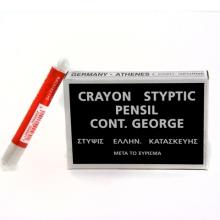 GERMANY - ATHENES
CRAYON STYPTIC
PENSIL
CONT. GEORGE
ΣΤΥΨΙΣ ΕΛΛΗΝ. ΚΑΤΑΣΚΕΥΗΣ
ΜΕΤΑ ΤΟ ΞΥΡΙΣΜΑ